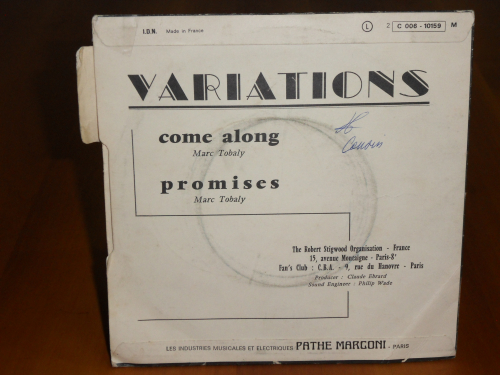 I.D.N. Made in France
L 2 C 006 - 10159 M
VARIATIONS
come along
Marc Tobaly
promises
Marc Tobaly
The Robert Stigwood Organisation - France
15, avenue Montaigne - Paris-8e
Fan's Club : C.B.A. - 9, rue du Hanovre - Paris
Producer : Claude Ebrard
Sound Engineer : Philip Wade
LES INDUSTRIES MUSICALES ET ELECTRIQUES PATHE MARCONI - PARIS